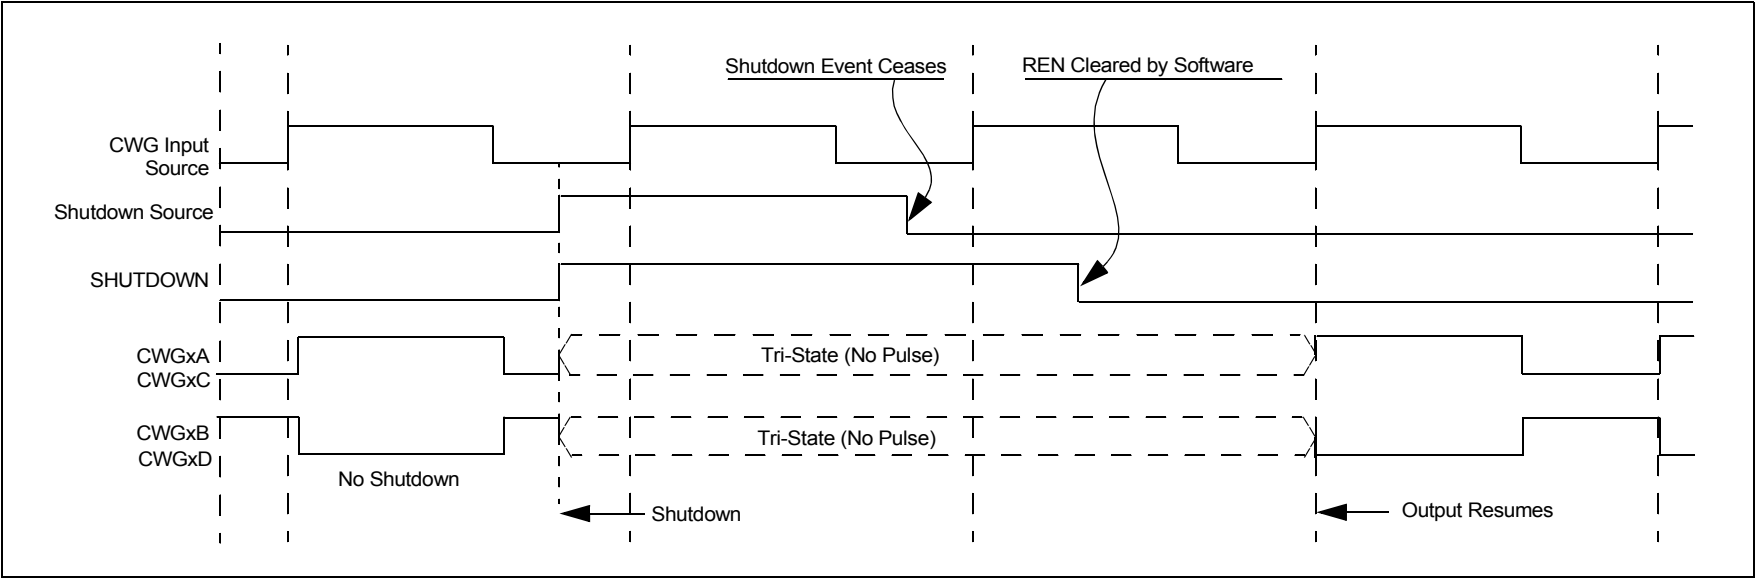 Shutdown Event Ceases
REN Cleared by Software
CWG Input
Source
Shutdown Source
SHUTDOWN
CWGxA
CWGxC
Tri-State (No Pulse)
CWGxB
CWGxD
Tri-State (No Pulse)
No Shutdown
Shutdown
Output Resumes